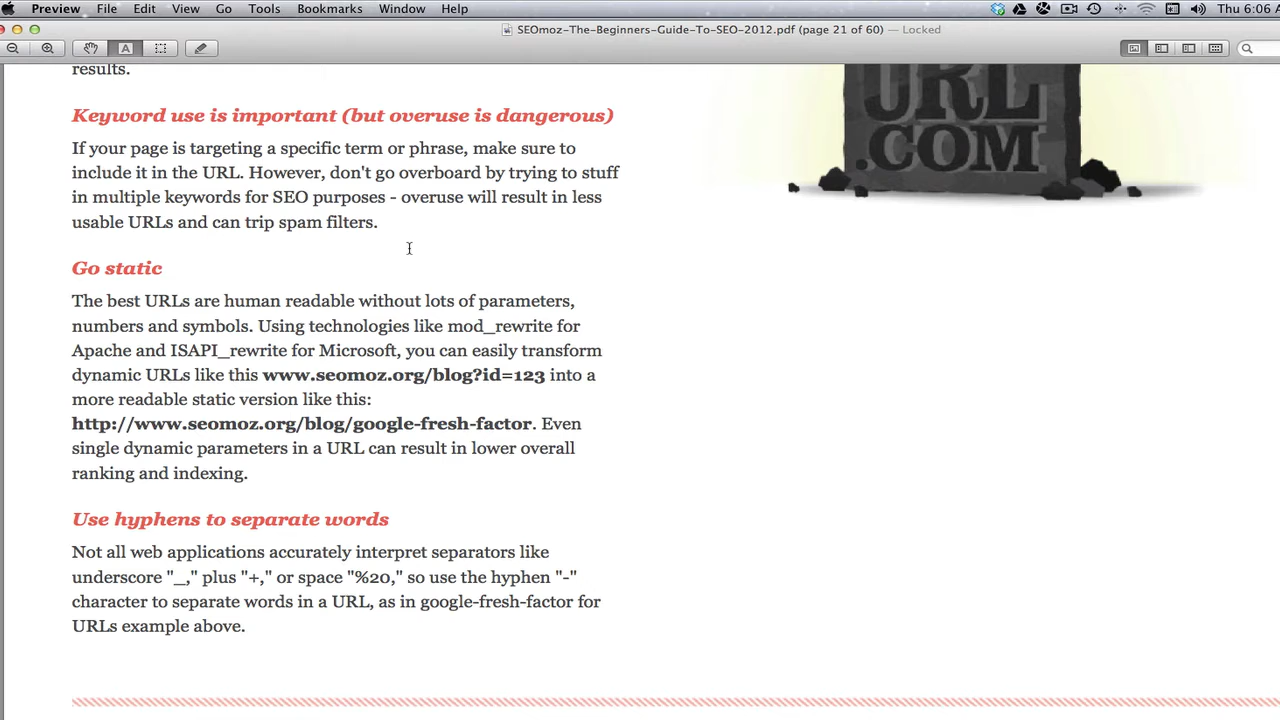 Preview File Edit View Go Tools Bookmarks Window Help Thu 6:06 A
SEOmoz-The-Beginners-Guide-To-SEO-2012.pdf (page 21 of 60) — Locked
A
results.
URL
.COM
Keyword use is important (but overuse is dangerous)
If your page is targeting a specific term or phrase, make sure to
include it in the URL. However, don't go overboard by trying to stuff
in multiple keywords for SEO purposes - overuse will result in less
usable URLs and can trip spam filters.
Go static
The best URLs are human readable without lots of parameters,
numbers and symbols. Using technologies like mod_rewrite for
Apache and ISAPI_rewrite for Microsoft, you can easily transform
dynamic URLs like this www.seomoz.org/blog?id=123 into a
more readable static version like this:
http://www.seomoz.org/blog/google-fresh-factor. Even
single dynamic parameters in a URL can result in lower overall
ranking and indexing.
Use hyphens to separate words
Not all web applications accurately interpret separators like
underscore "_," plus "+," or space "%20," so use the hyphen "-"
character to separate words in a URL, as in google-fresh-factor for
URLs example above.